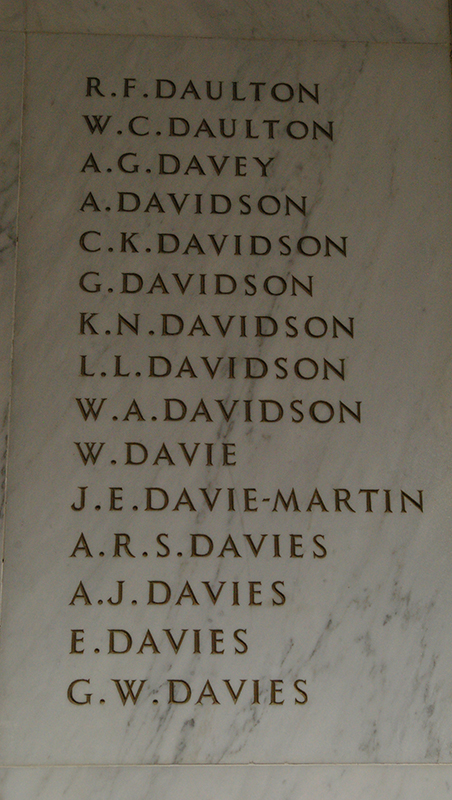 R.F.DAULTON
W.C.DAULTON
A.G.DAVEY
A.DAVIDSON
C.K.DAVIDSON
G.DAVIDSON
K.N.DAVIDSON
L.L.DAVIDSON
W.A.DAVIDSON
W.DAVIE
J.E.DAVIE-MARTIN
A.R.S.DAVIES
A.J.DAVIES
E.DAVIES
G.W.DAVIES